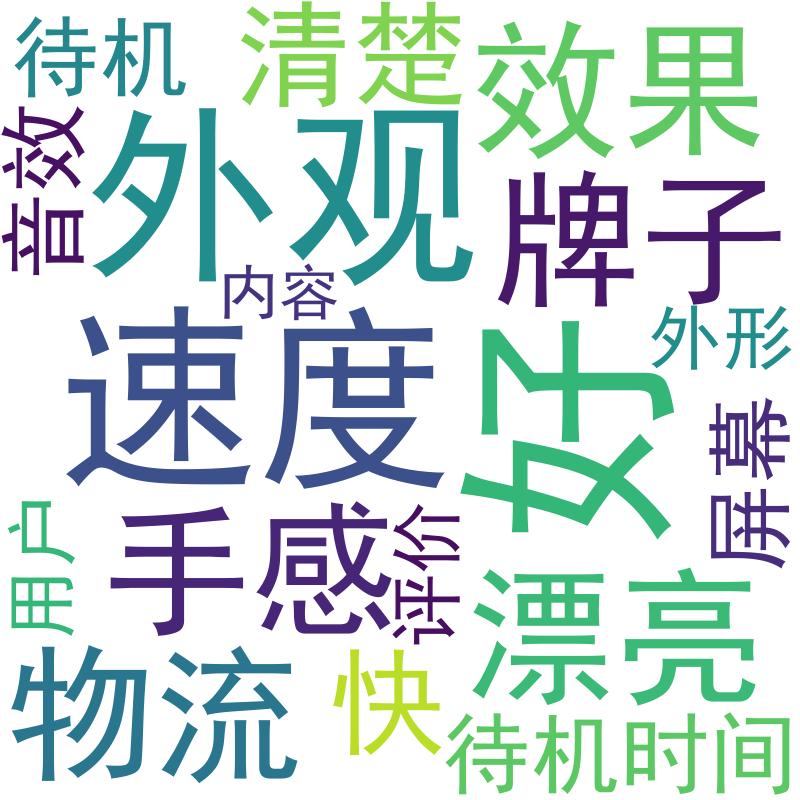 待机
清楚
效果
音效
外观
牌子
内容
外形
速度
好
屏幕
用户
手感
评价
漂亮
物流
快
待机时间